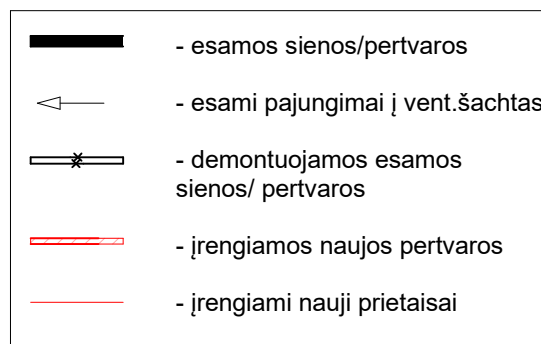 - esamos sienos/pertvaros
- esami pajungimai į vent.šachtas
- demontuojamos esamos
sienos/ pertvaros
- įrengiamos naujos pertvaros
- įrengiami nauji prietaisai